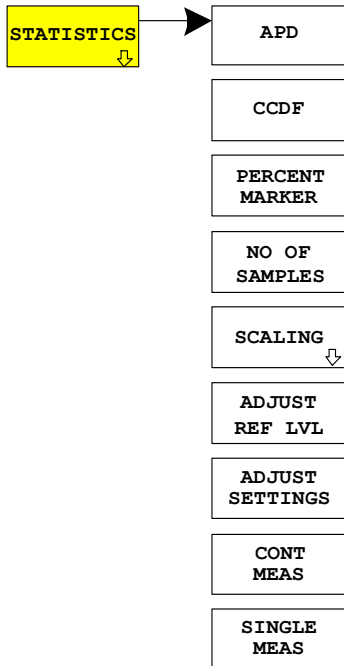 STATISTICS
APD
CCDF
PERCENT
MARKER
NO OF
SAMPLES
SCALING
ADJUST
REF LVL
ADJUST
SETTINGS
CONT
MEAS
SINGLE
MEAS